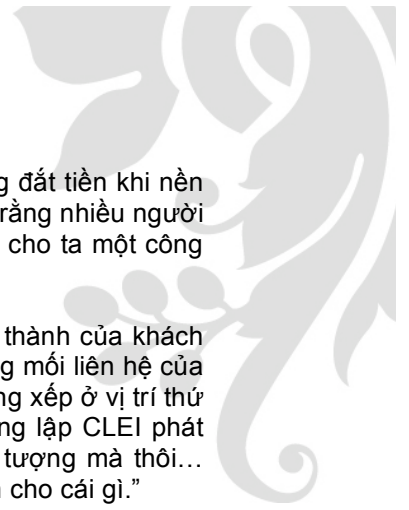 g đắt tiền khi nền
rằng nhiều người
cho ta một công
thành của khách
g mối liên hệ của
ng xếp ở vị trí thứ
ng lập CLEI phát
tượng mà thôi…
n cho cái gì.”